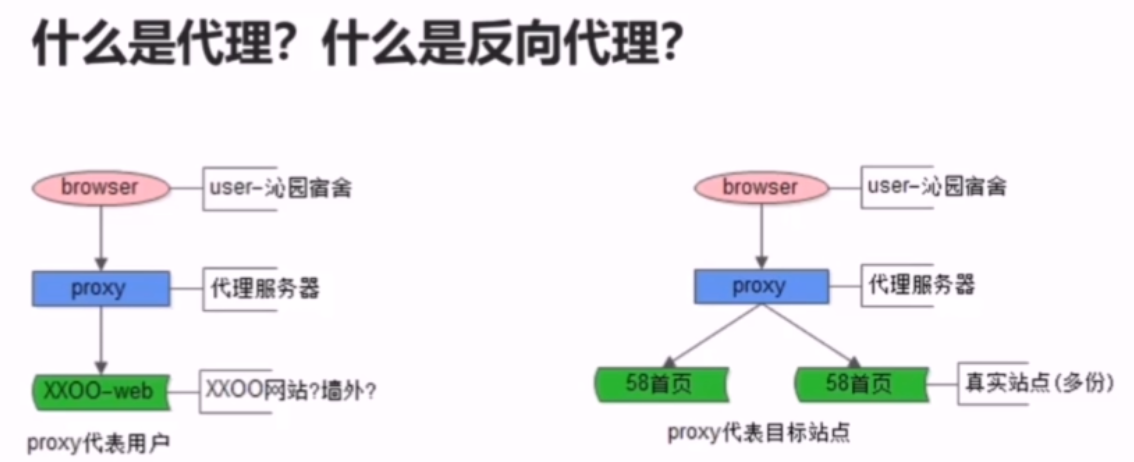 什么是代理？什么是反向代理？
browser
user-沁园宿舍
proxy
代理服务器
XXOO-web
XXOO网站?墙外?
proxy代表用户
browser
user-沁园宿舍
proxy
代理服务器
58首页
58首页
真实站点(多份)
proxy代表目标站点